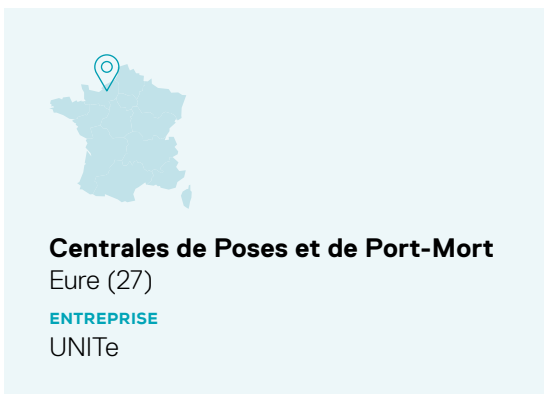 Centrales de Poses et de Port-Mort
Eure (27)
ENTREPRISE
UNITe